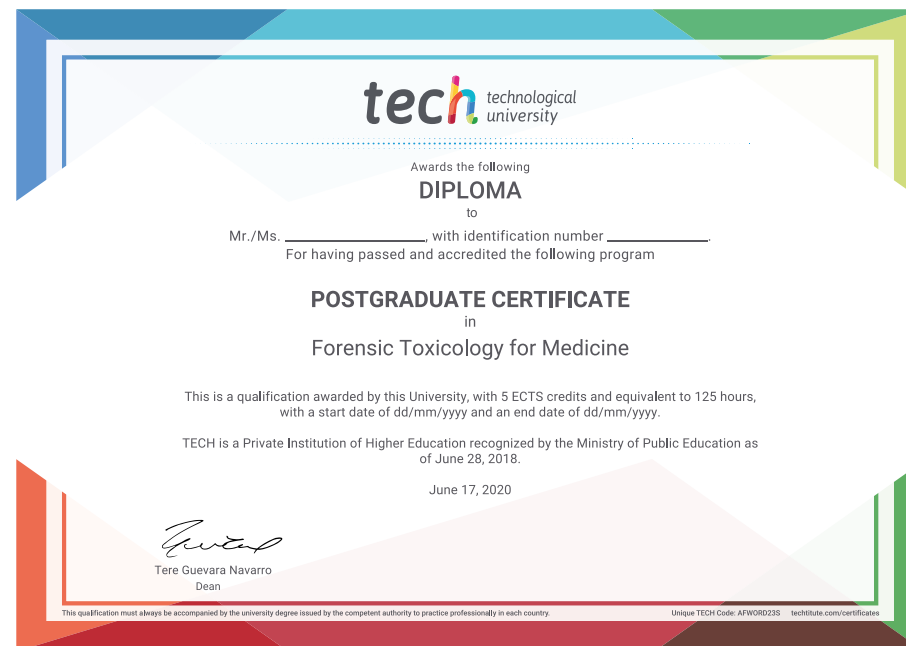 tech technological
university
Awards the following
DIPLOMA
to
Mr./Ms. ____________________, with identification number ______________.
For having passed and accredited the following program
POSTGRADUATE CERTIFICATE
in
Forensic Toxicology for Medicine
This is a qualification awarded by this University, with 5 ECTS credits and equivalent to 125 hours,
with a start date of dd/mm/yyyy and an end date of dd/mm/yyyy.
TECH is a Private Institution of Higher Education recognized by the Ministry of Public Education as
of June 28, 2018.
June 17, 2020
Tere Guevara Navarro
Dean
This qualification must always be accompanied by the university degree issued by the competent authority to practice professionally in each country. Unique TECH Code: AFWORD23S techtitute.com/certificates